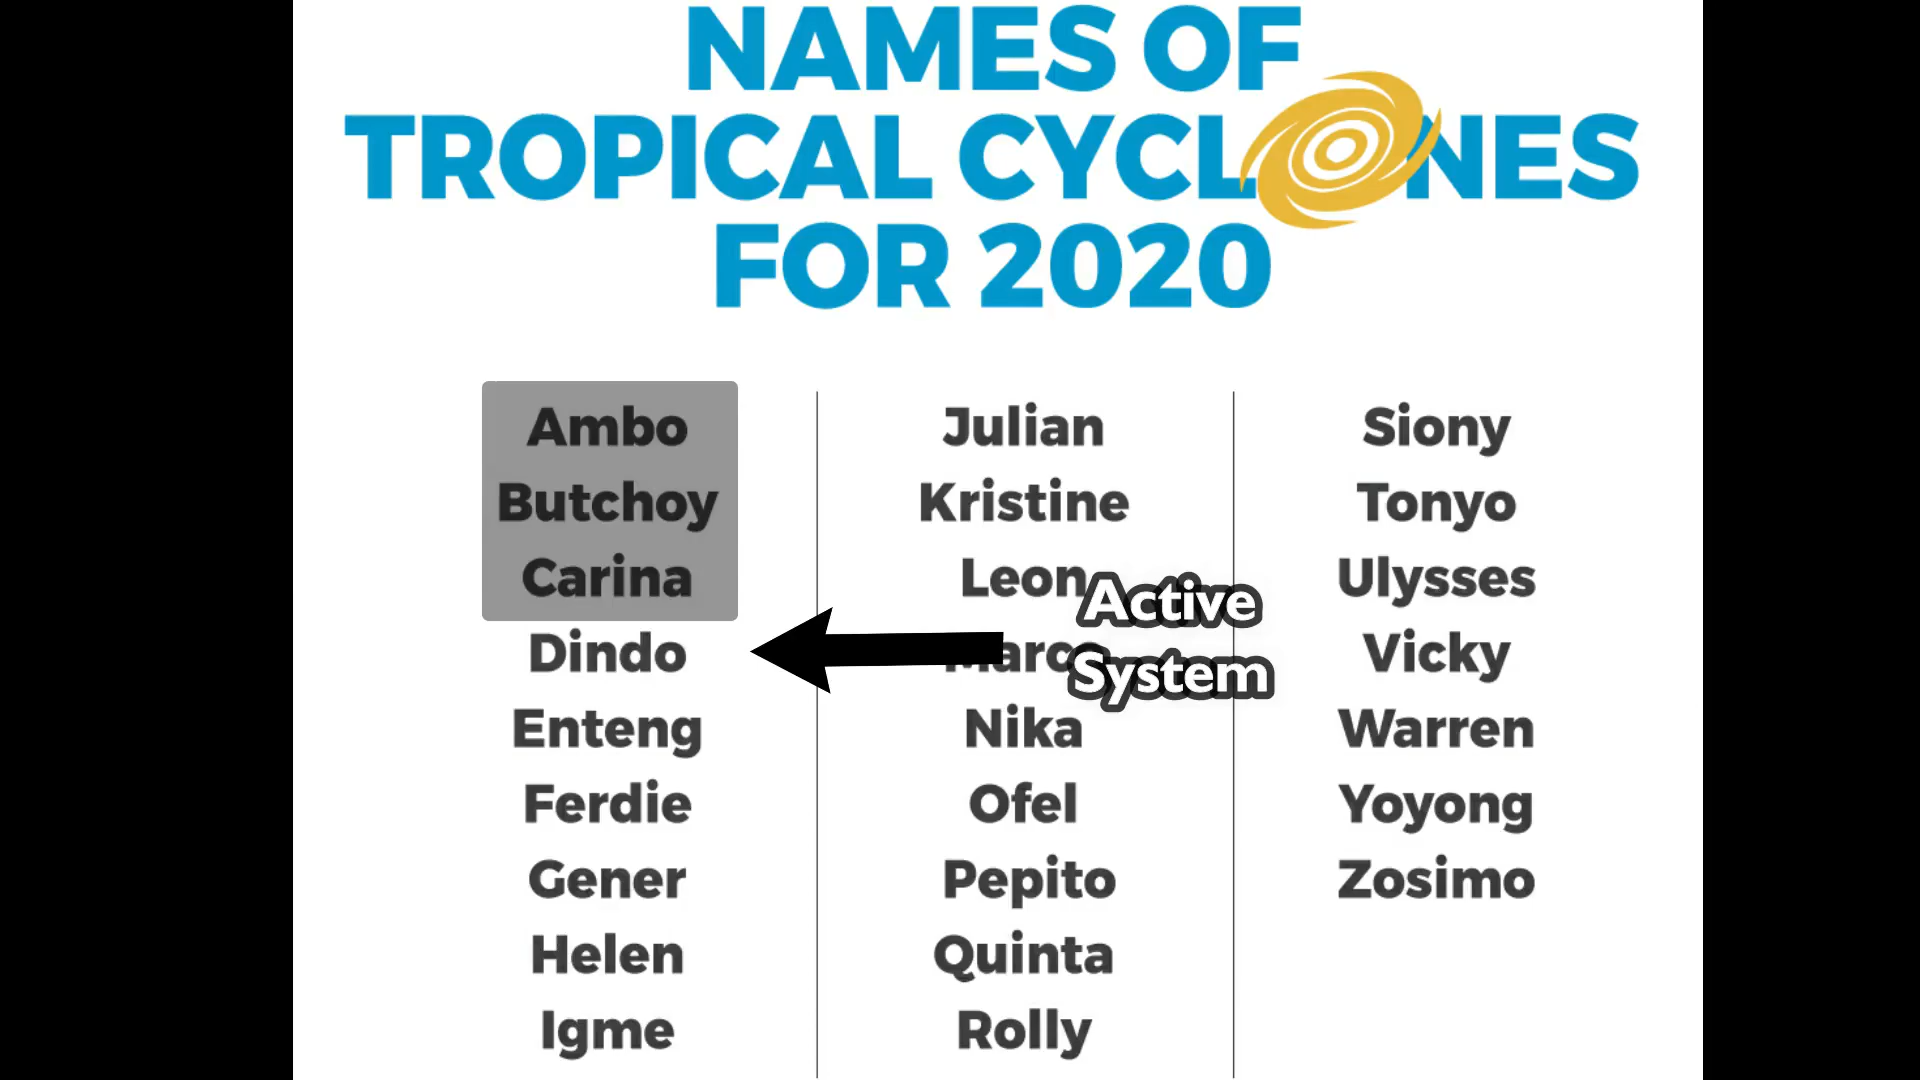 NAMES OF
TROPICAL CYCLONES
FOR 2020
Ambo
Butchoy
Carina
Dindo
Enteng
Ferdie
Gener
Helen
Igme
Julian
Kristine
Leon
Marce
Nika
Ofel
Pepito
Quinta
Rolly
Siony
Tonyo
Ulysses
Vicky
Warren
Yoyong
Zosimo
Active
System